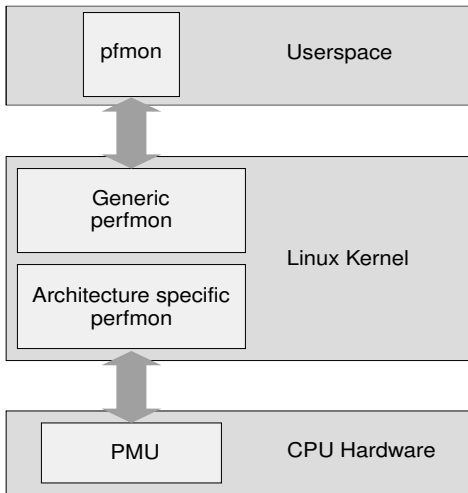 pfmon
Userspace
Generic
perfmon
Linux Kernel
Architecture specific
perfmon
PMU
CPU Hardware